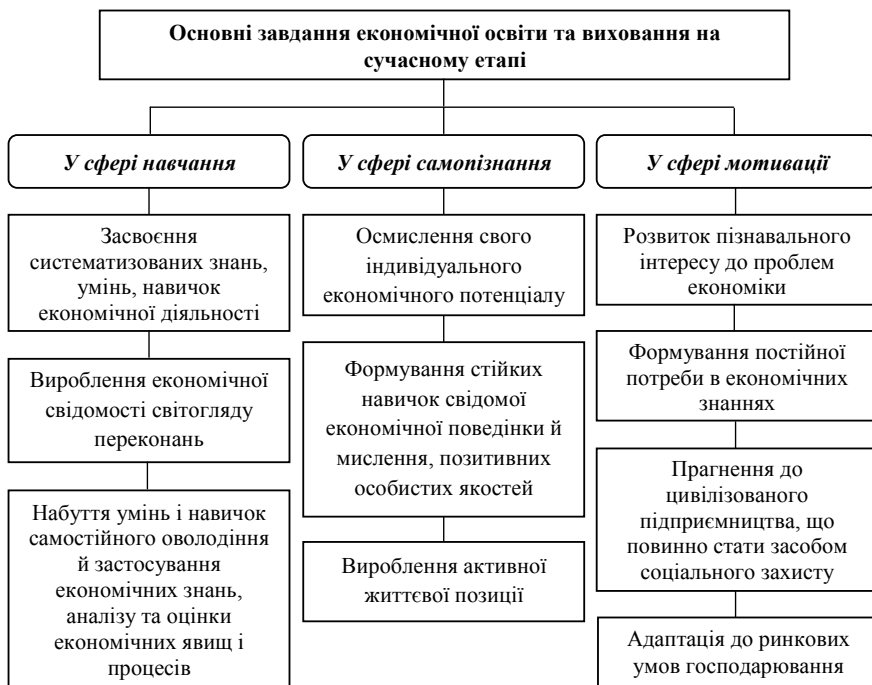 Основні завдання економічної освіти та виховання на
сучасному етапі
У сфері навчання
Засвоєння
систематизованих знань,
умінь, навичок
економічної діяльності
Вироблення економічної
свідомості світогляду
переконань
Набуття умінь і навичок
самостійного оволодіння
й застосування
економічних знань,
аналізу та оцінки
економічних явищ і
процесів
У сфері самопізнання
Осмислення свого
індивідуального
економічного потенціалу
Формування стійких
навичок свідомої
економічної поведінки й
мислення, позитивних
особистих якостей
Вироблення активної
життєвої позиції
У сфері мотивації
Розвиток пізнавального
інтересу до проблем
економіки
Формування постійної
потреби в економічних
знаннях
Прагнення до
цивілізованого
підприємництва, що
повинно стати засобом
соціального захисту
Адаптація до ринкових
умов господарювання